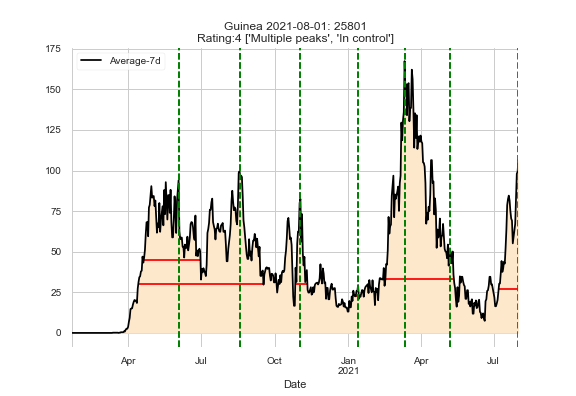 Guinea 2021-08-01: 25801
Rating:4 ['Multiple peaks', 'In control']
175
Average-7d
150
125
100
75
50
25
0
Apr Jul Oct Jan Apr Jul
2021
Date